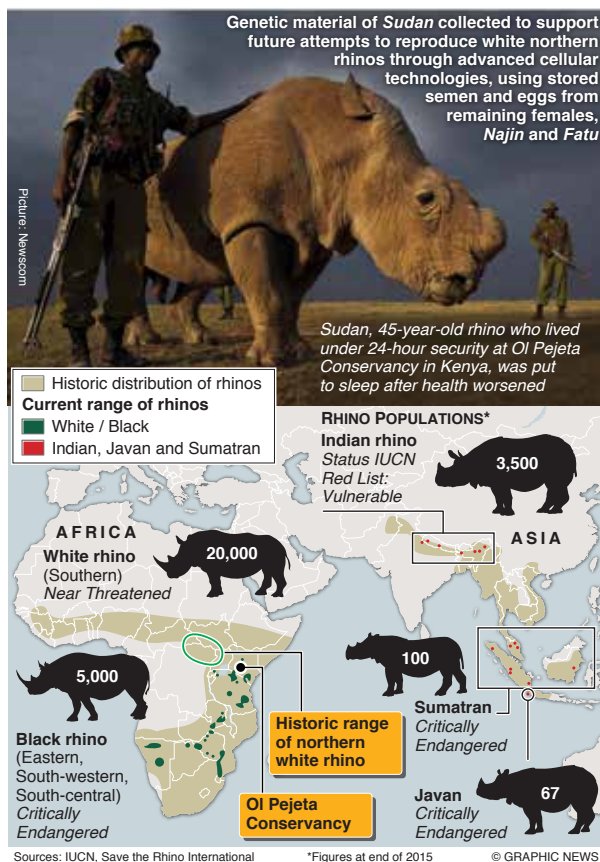 Genetic material of Sudan collected to support
future attempts to reproduce white northern
rhinos through advanced cellular
technologies, using stored
semen and eggs from
remaining females,
Najin and Fatu
Picture: Newscom
Sudan, 45-year-old rhino who lived
under 24-hour security at Ol Pejeta
Conservancy in Kenya, was put
to sleep after health worsened
Historic distribution of rhinos
Current range of rhinos
White / Black
Indian, Javan and Sumatran
RHINO POPULATIONS*
Indian rhino
Status IUCN
Red List:
Vulnerable
3,500
AFRICA
White rhino
(Southern)
Near Threatened
20,000
ASIA
5,000
Black rhino
(Eastern,
South-western,
South-central)
Critically
Endangered
100
Sumatran
Critically
Endangered
Historic range
of northern
white rhino
Ol Pejeta
Conservancy
Javan
Critically
Endangered
67
Sources: IUCN, Save the Rhino International
*Figures at end of 2015
© GRAPHIC NEWS